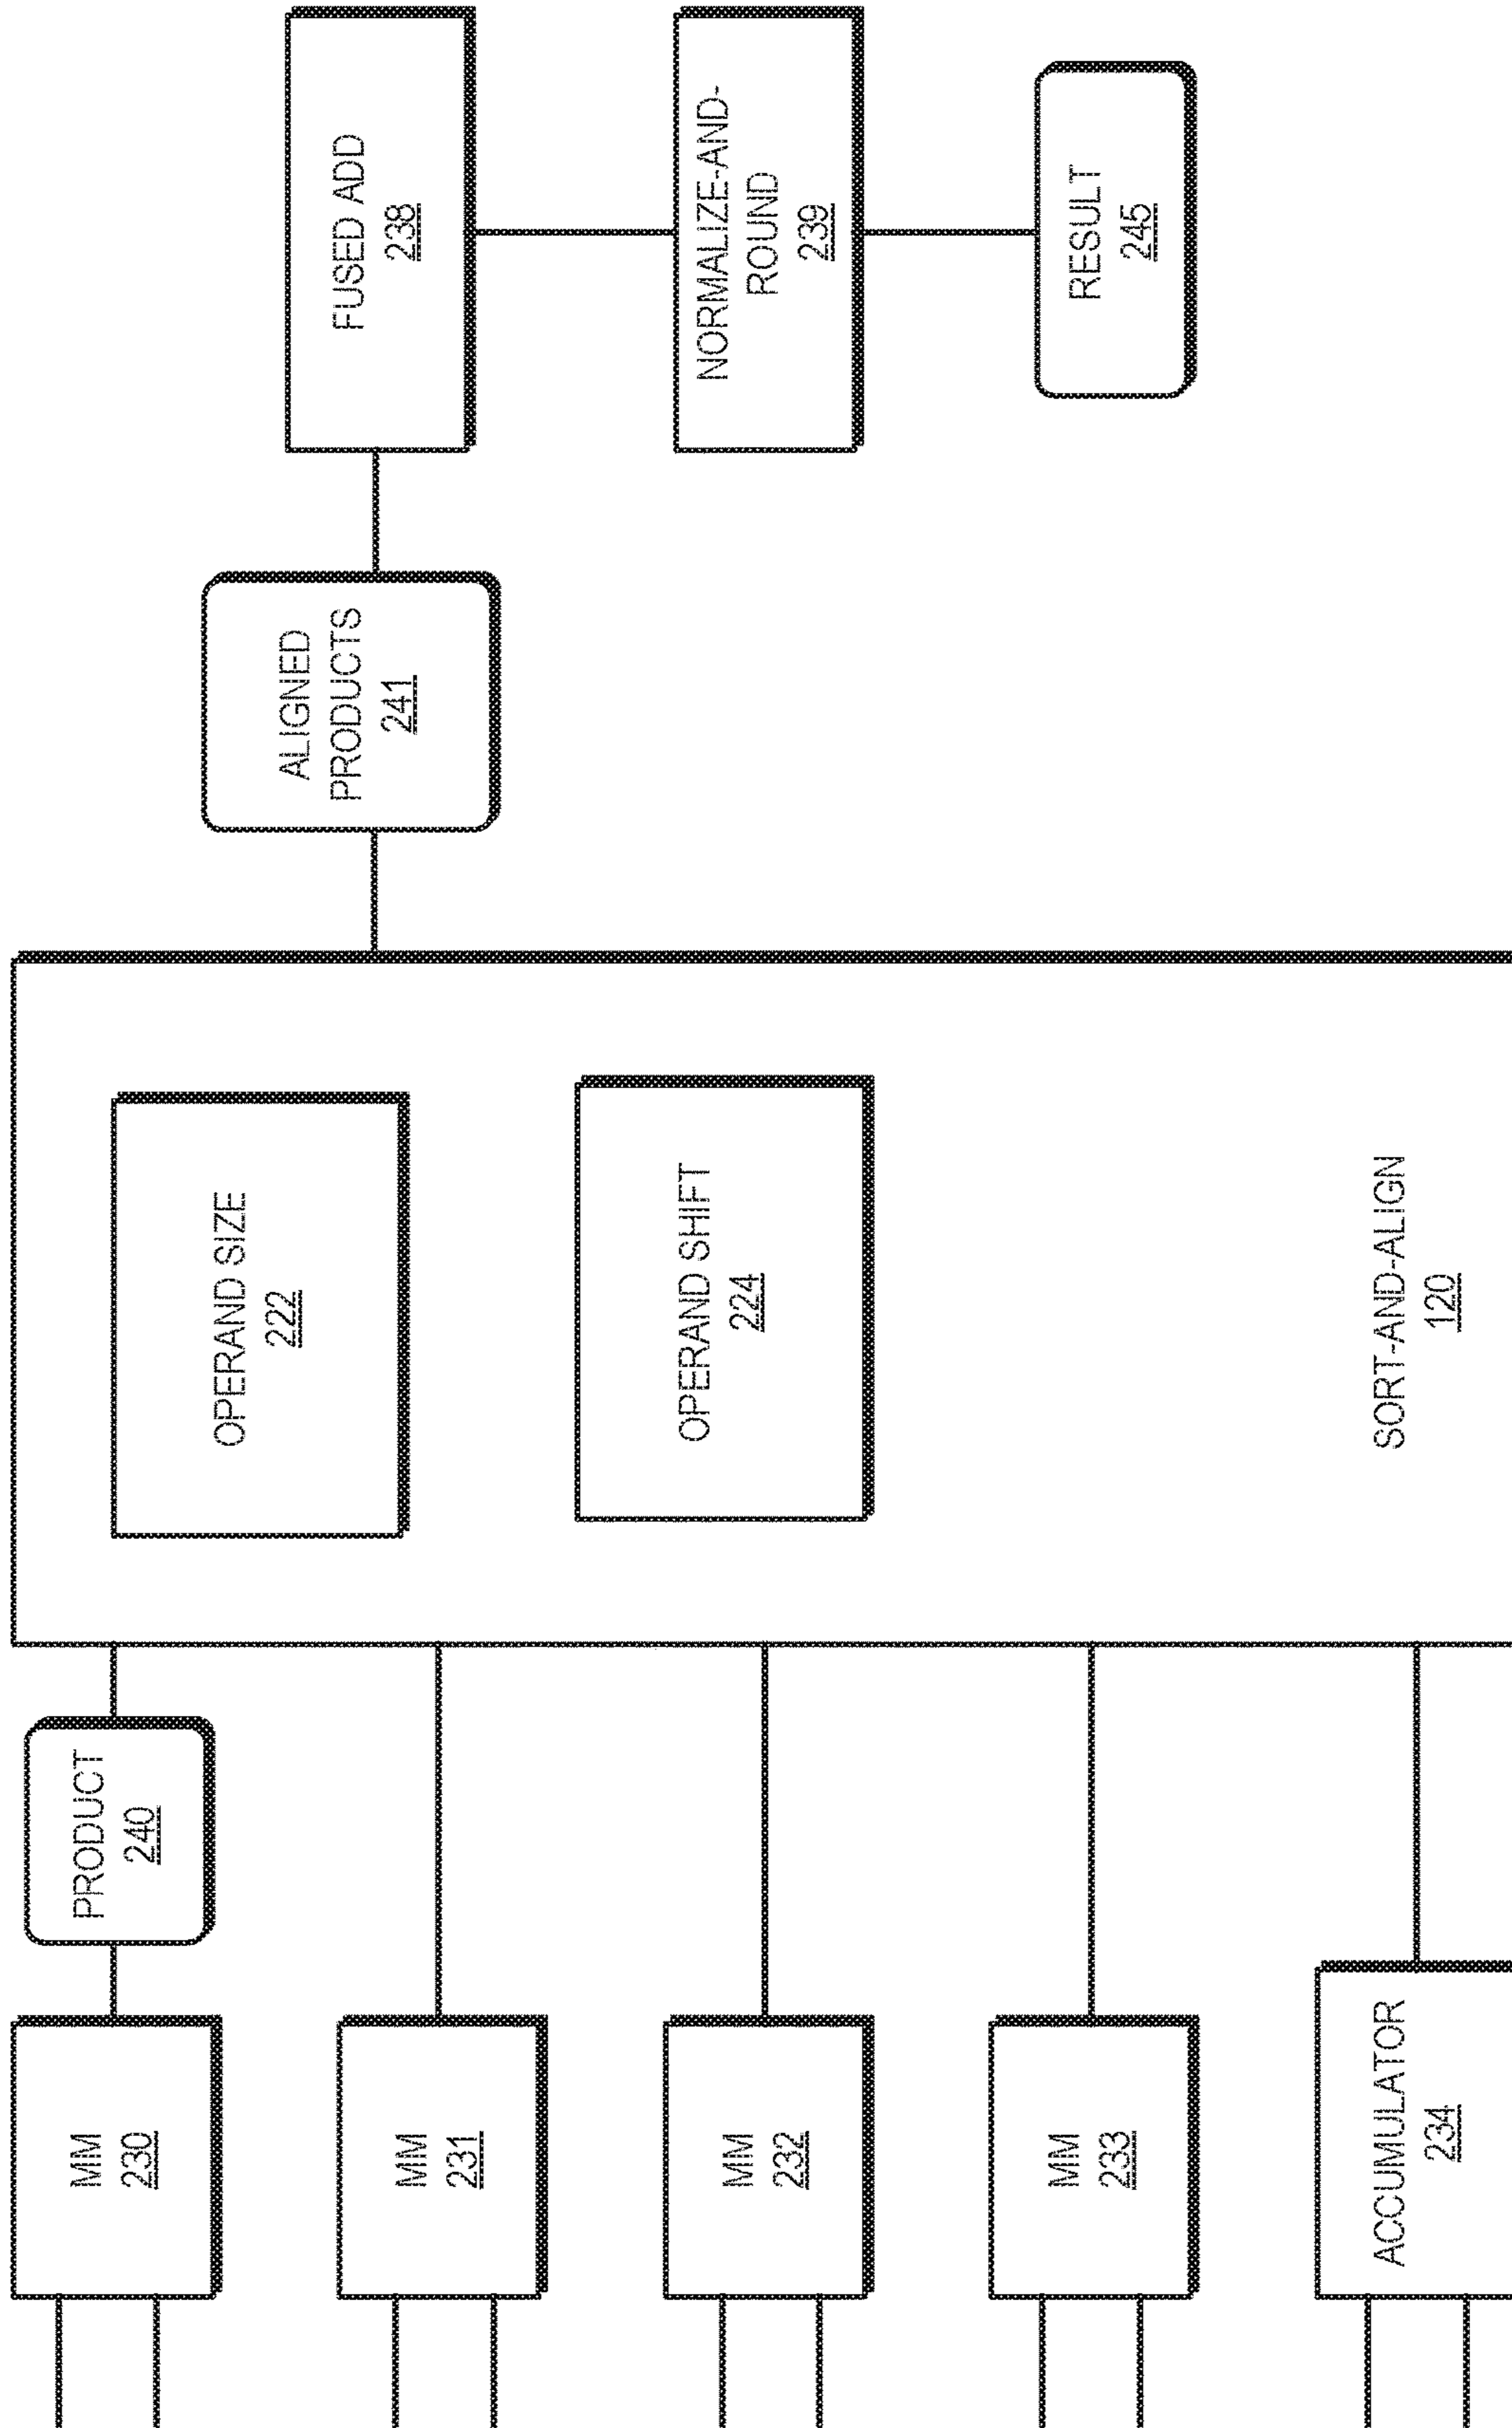 MM
230
MM
231
MM
232
MM
233
ACCUMULATOR
234
PRODUCT
240
OPERAND SIZE
222
OPERAND SHIFT
224
SORT-AND-ALIGN
120
ALIGNED
PRODUCTS
241
FUSED ADD
238
NORMALIZE-AND-
ROUND
239
RESULT
245